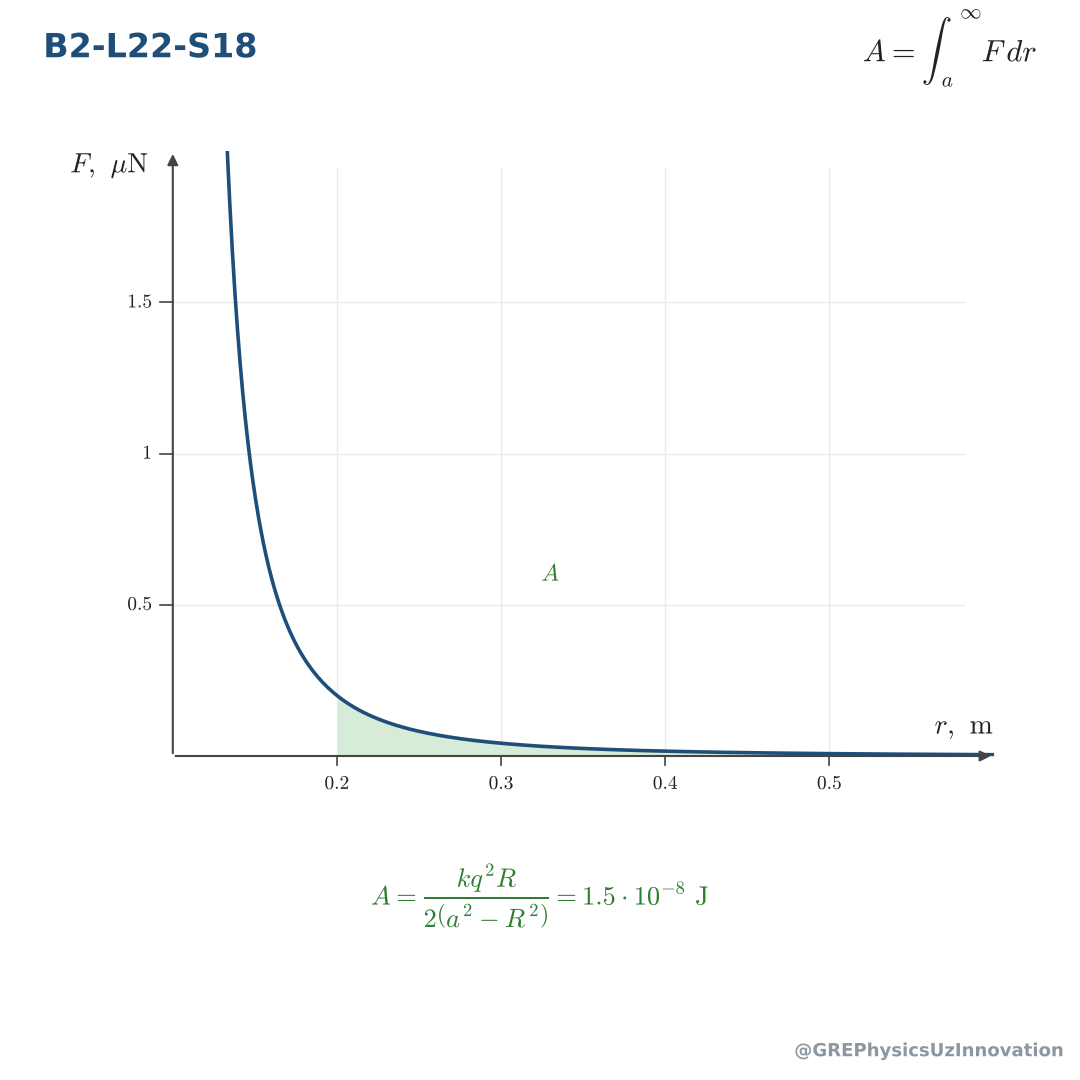 B2-L22-S18
A = ∫_a^∞ F dr
F, μN
1.5
1
0.5
A
r, m
0.2 0.3 0.4 0.5
A = kq²R / 2(a² − R²) = 1.5 · 10⁻⁸ J
@GREPhysicsUzInnovation